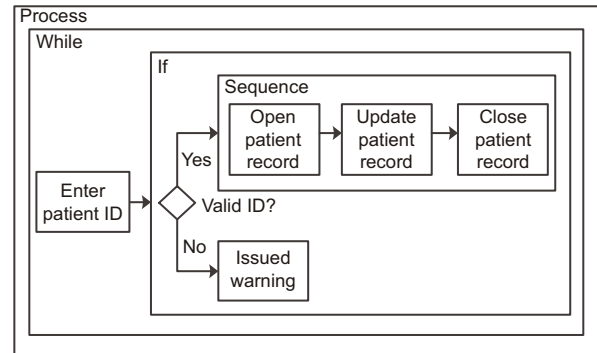 Process
While
If
Sequence
Open
patient
record
Update
patient
record
Close
patient
record
Yes
Enter
patient ID
Valid ID?
No
Issued
warning